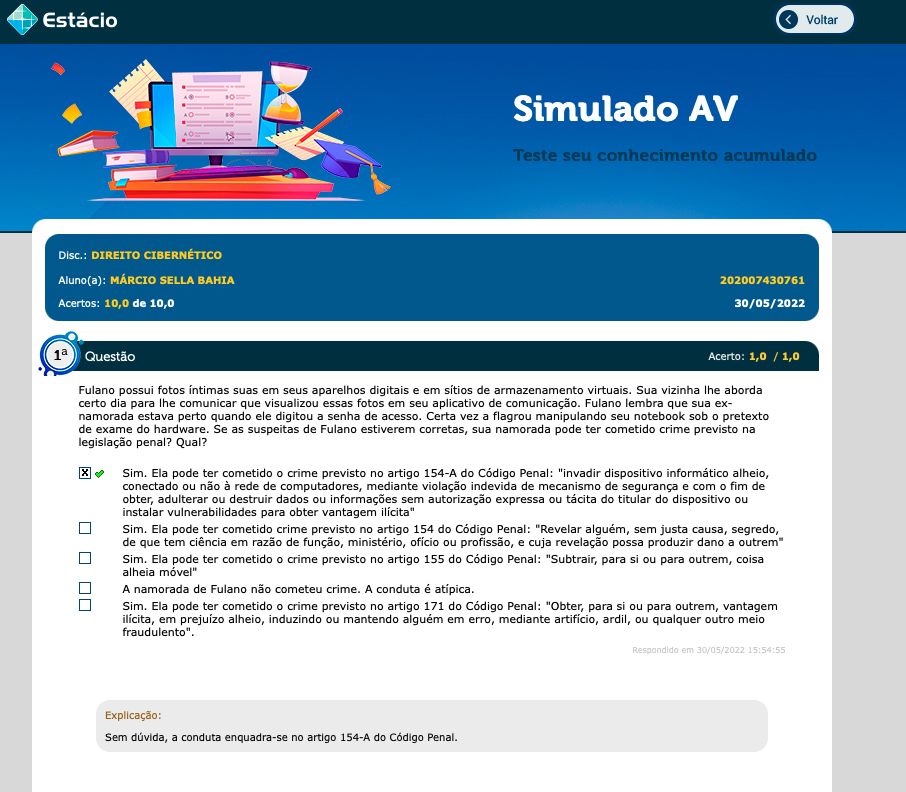 Estácio
Voltar
Simulado AV
Teste seu conhecimento acumulado
Disc.: DIREITO CIBERNÉTICO
Aluno(a): MÁRCIO SELLA BAHIA 202007430761
Acertos: 10,0 de 10,0 30/05/2022
1ª Questão Acerto: 1,0 / 1,0
Fulano possui fotos íntimas suas em seus aparelhos digitais e em sítios de armazenamento virtuais. Sua vizinha lhe aborda
certo dia para lhe comunicar que visualizou essas fotos em seu aplicativo de comunicação. Fulano lembra que sua ex-
namorada estava perto quando ele digitou a senha de acesso. Certa vez a flagrou manipulando seu notebook sob o pretexto
de exame do hardware. Se as suspeitas de Fulano estiverem corretas, sua namorada pode ter cometido crime previsto na
legislação penal? Qual?
X Sim. Ela pode ter cometido o crime previsto no artigo 154-A do Código Penal: "invadir dispositivo informático alheio,
conectado ou não à rede de computadores, mediante violação indevida de mecanismo de segurança e com o fim de
obter, adulterar ou destruir dados ou informações sem autorização expressa ou tácita do titular do dispositivo ou
instalar vulnerabilidades para obter vantagem ilícita"
Sim. Ela pode ter cometido crime previsto no artigo 154 do Código Penal: "Revelar alguém, sem justa causa, segredo,
de que tem ciência em razão de função, ministério, ofício ou profissão, e cuja revelação possa produzir dano a outrem"
Sim. Ela pode ter cometido o crime previsto no artigo 155 do Código Penal: "Subtrair, para si ou para outrem, coisa
alheia móvel"
A namorada de Fulano não cometeu crime. A conduta é atípica.
Sim. Ela pode ter cometido o crime previsto no artigo 171 do Código Penal: "Obter, para si ou para outrem, vantagem
ilícita, em prejuízo alheio, induzindo ou mantendo alguém em erro, mediante artifício, ardil, ou qualquer outro meio
fraudulento".
Respondido em 30/05/2022 15:54:55
Explicação:
Sem dúvida, a conduta enquadra-se no artigo 154-A do Código Penal.